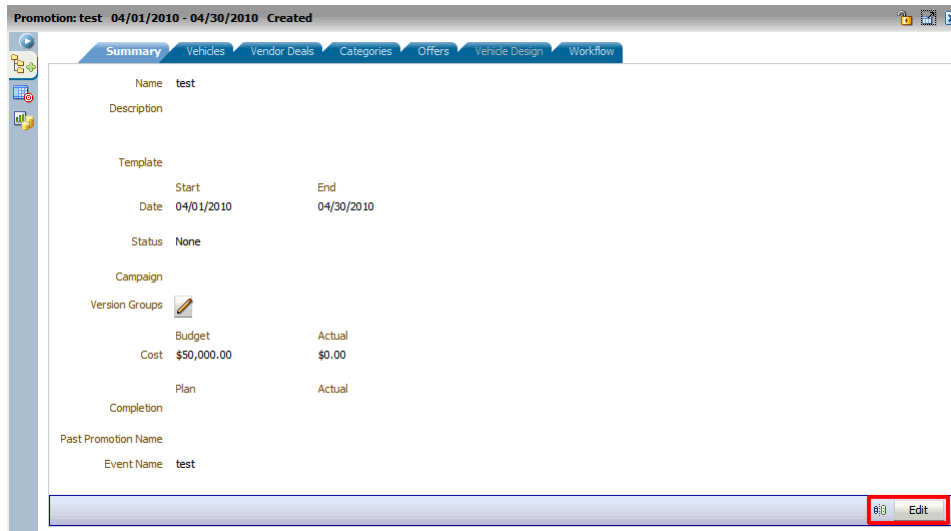 Promotion: test 04/01/2010 - 04/30/2010 Created
Summary Vehicles Vendor Deals Categories Offers Vehicle Design Workflow
Name test
Description
Template
Start End
Date 04/01/2010 04/30/2010
Status None
Campaign
Version Groups
Budget Actual
Cost $50,000.00 $0.00
Plan Actual
Completion
Past Promotion Name
Event Name test
Edit